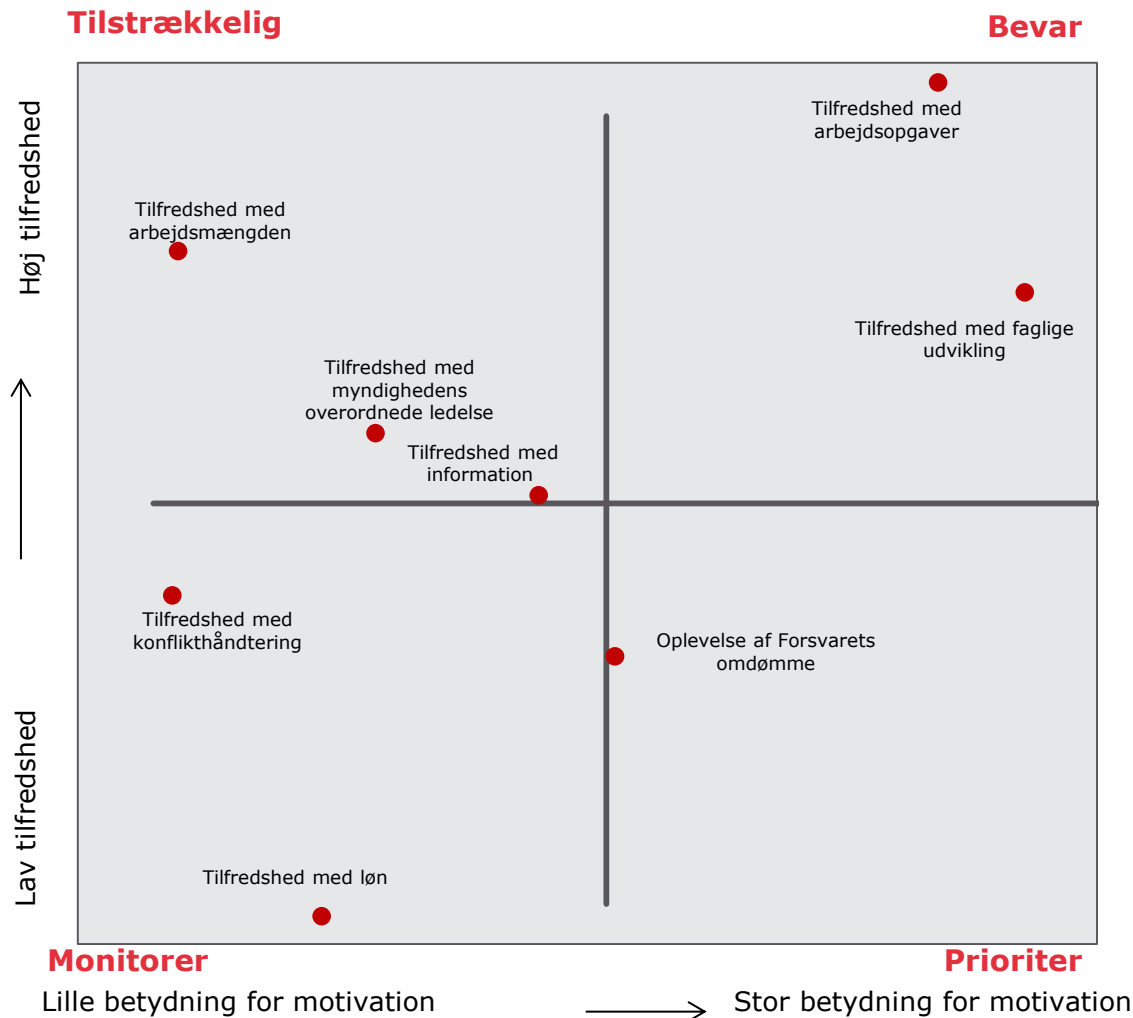 Tilstrækkelig
Bevar
Høj tilfredshed
Lav tilfredshed
Tilfredshed med
arbejdsopgaver
Tilfredshed med
arbejdsmængden
Tilfredshed med faglige
udvikling
Tilfredshed med
myndighedens
overordnede ledelse
Tilfredshed med
information
Tilfredshed med
konflikthåndtering
Oplevelse af Forsvarets
omdømme
Tilfredshed med løn
Monitorer
Prioriter
Lille betydning for motivation
Stor betydning for motivation